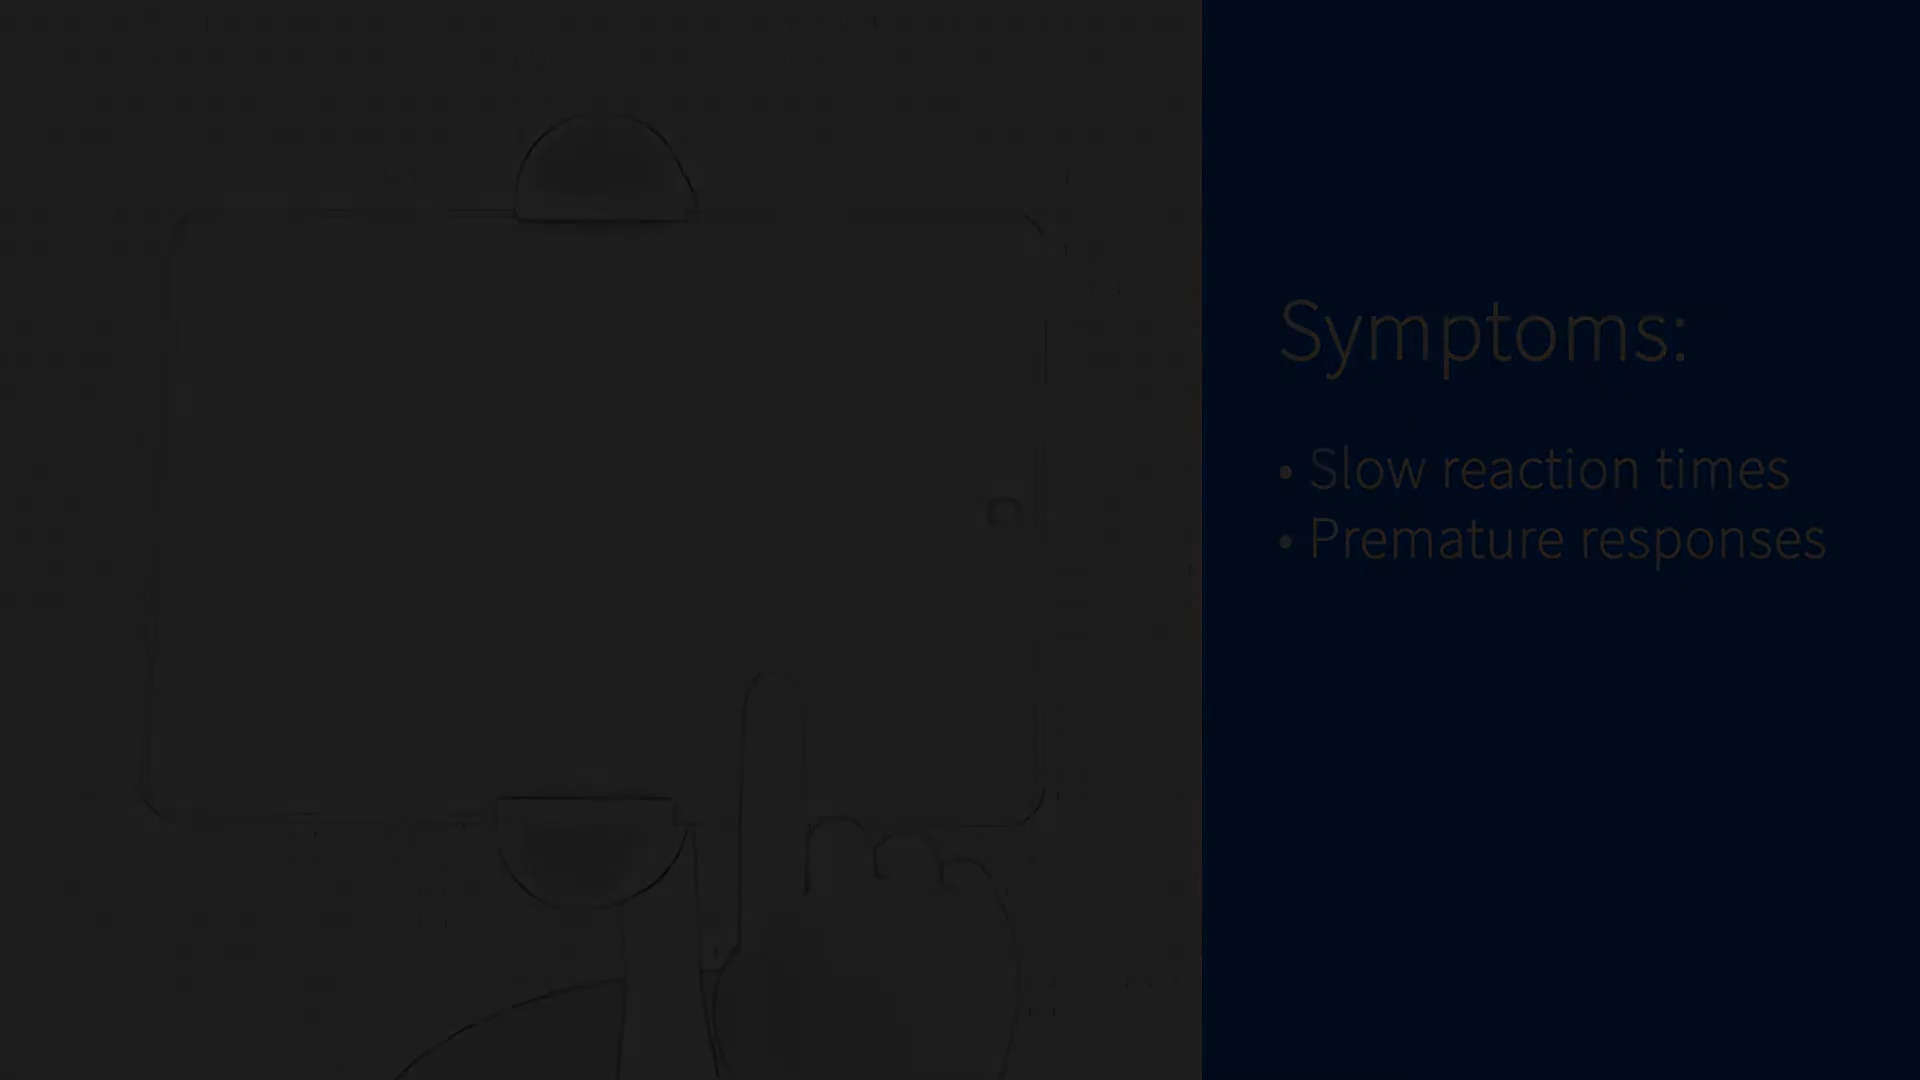 Symptoms:
• Slow reaction times
• Premature responses